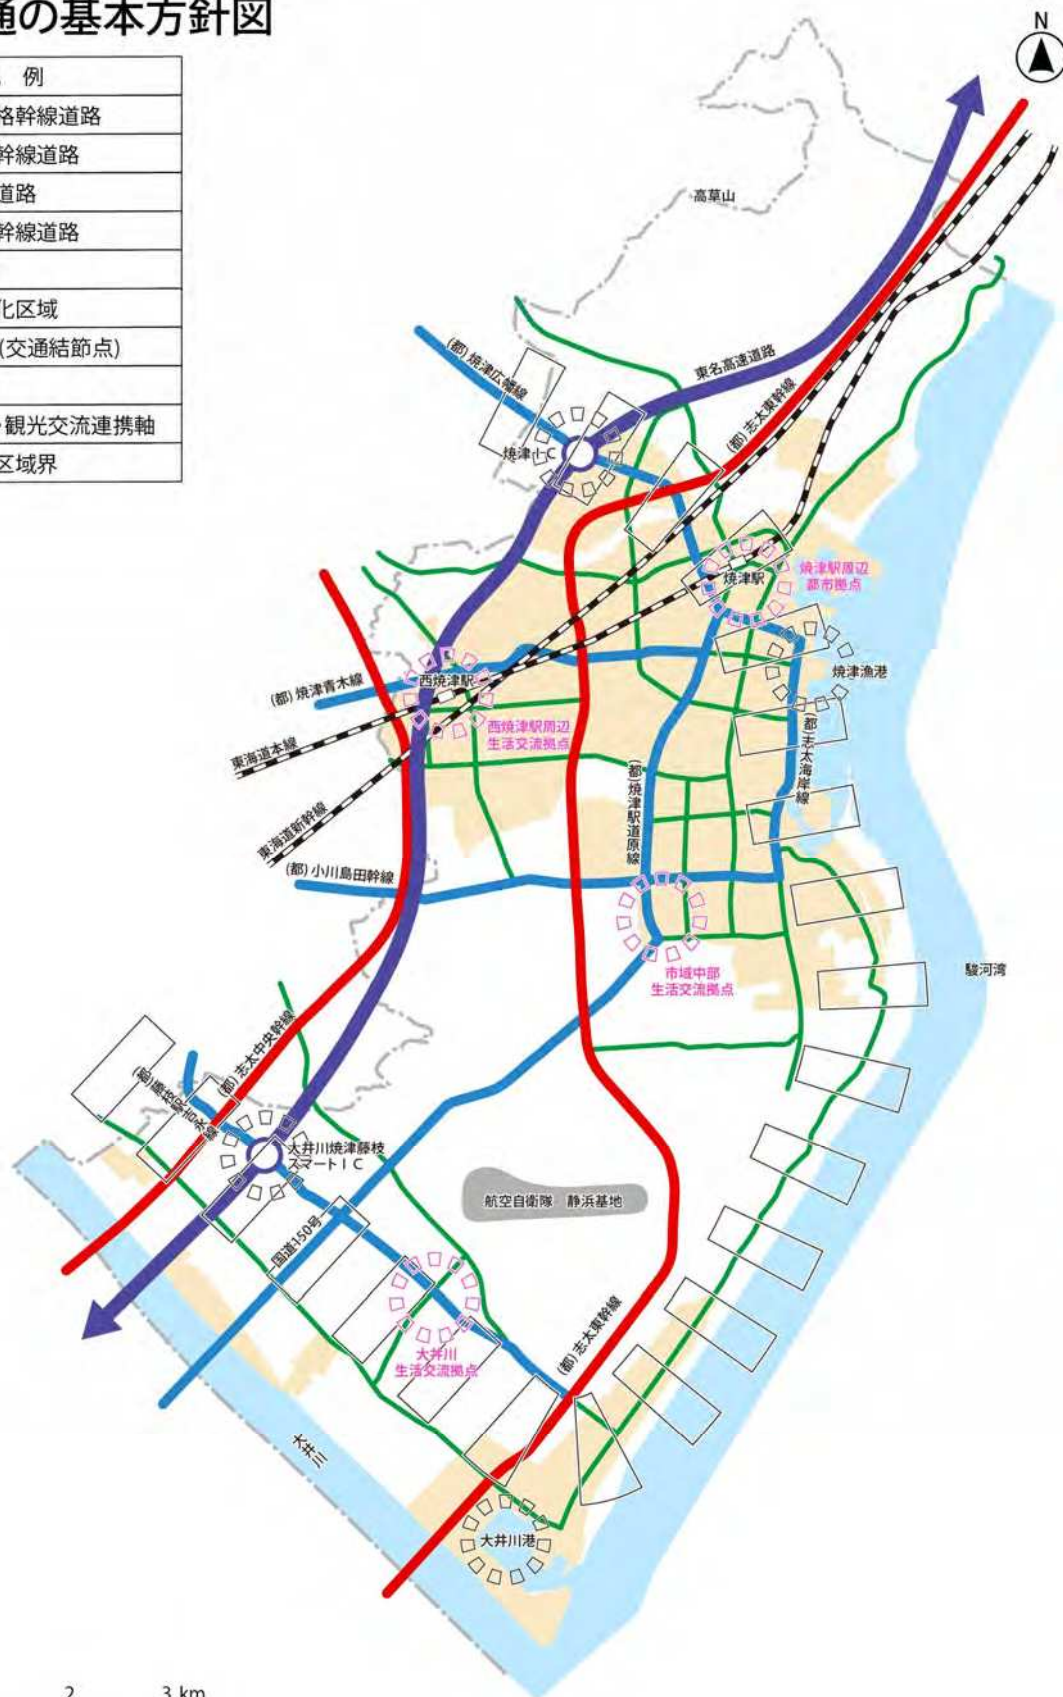 通の基本方針図
N
例
格幹線道路
幹線道路
道路
幹線道路
化区域
(交通結節点)
観光交流連携軸
区域界
高草山
(都)焼津広幡線
東名高速道路
(都)志太東幹線
焼津IC
焼津駅
焼津駅周辺
都市拠点
焼津漁港
(都)焼津青木線
西焼津駅
西焼津駅周辺
生活交流拠点
(都)志太海岸線
東海道本線
(都)焼津駅道原線
東海道新幹線
(都)小川島田幹線
市域中部
生活交流拠点
駿河湾
(都)志太中央幹線
(都)藤枝駅吉永線
大井川焼津藤枝
スマートIC
航空自衛隊 静浜基地
国道150号
大井川
生活交流拠点
(都)志太東幹線
大井川
大井川港
2 3 km